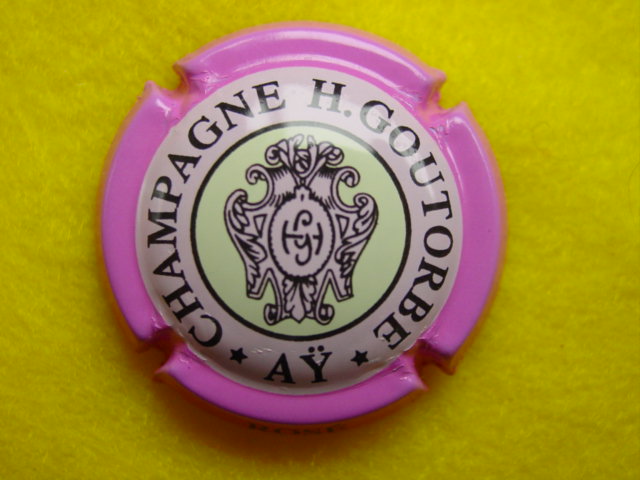 CHAMPAGNE H. GOUTORBE
★ AŸ ★